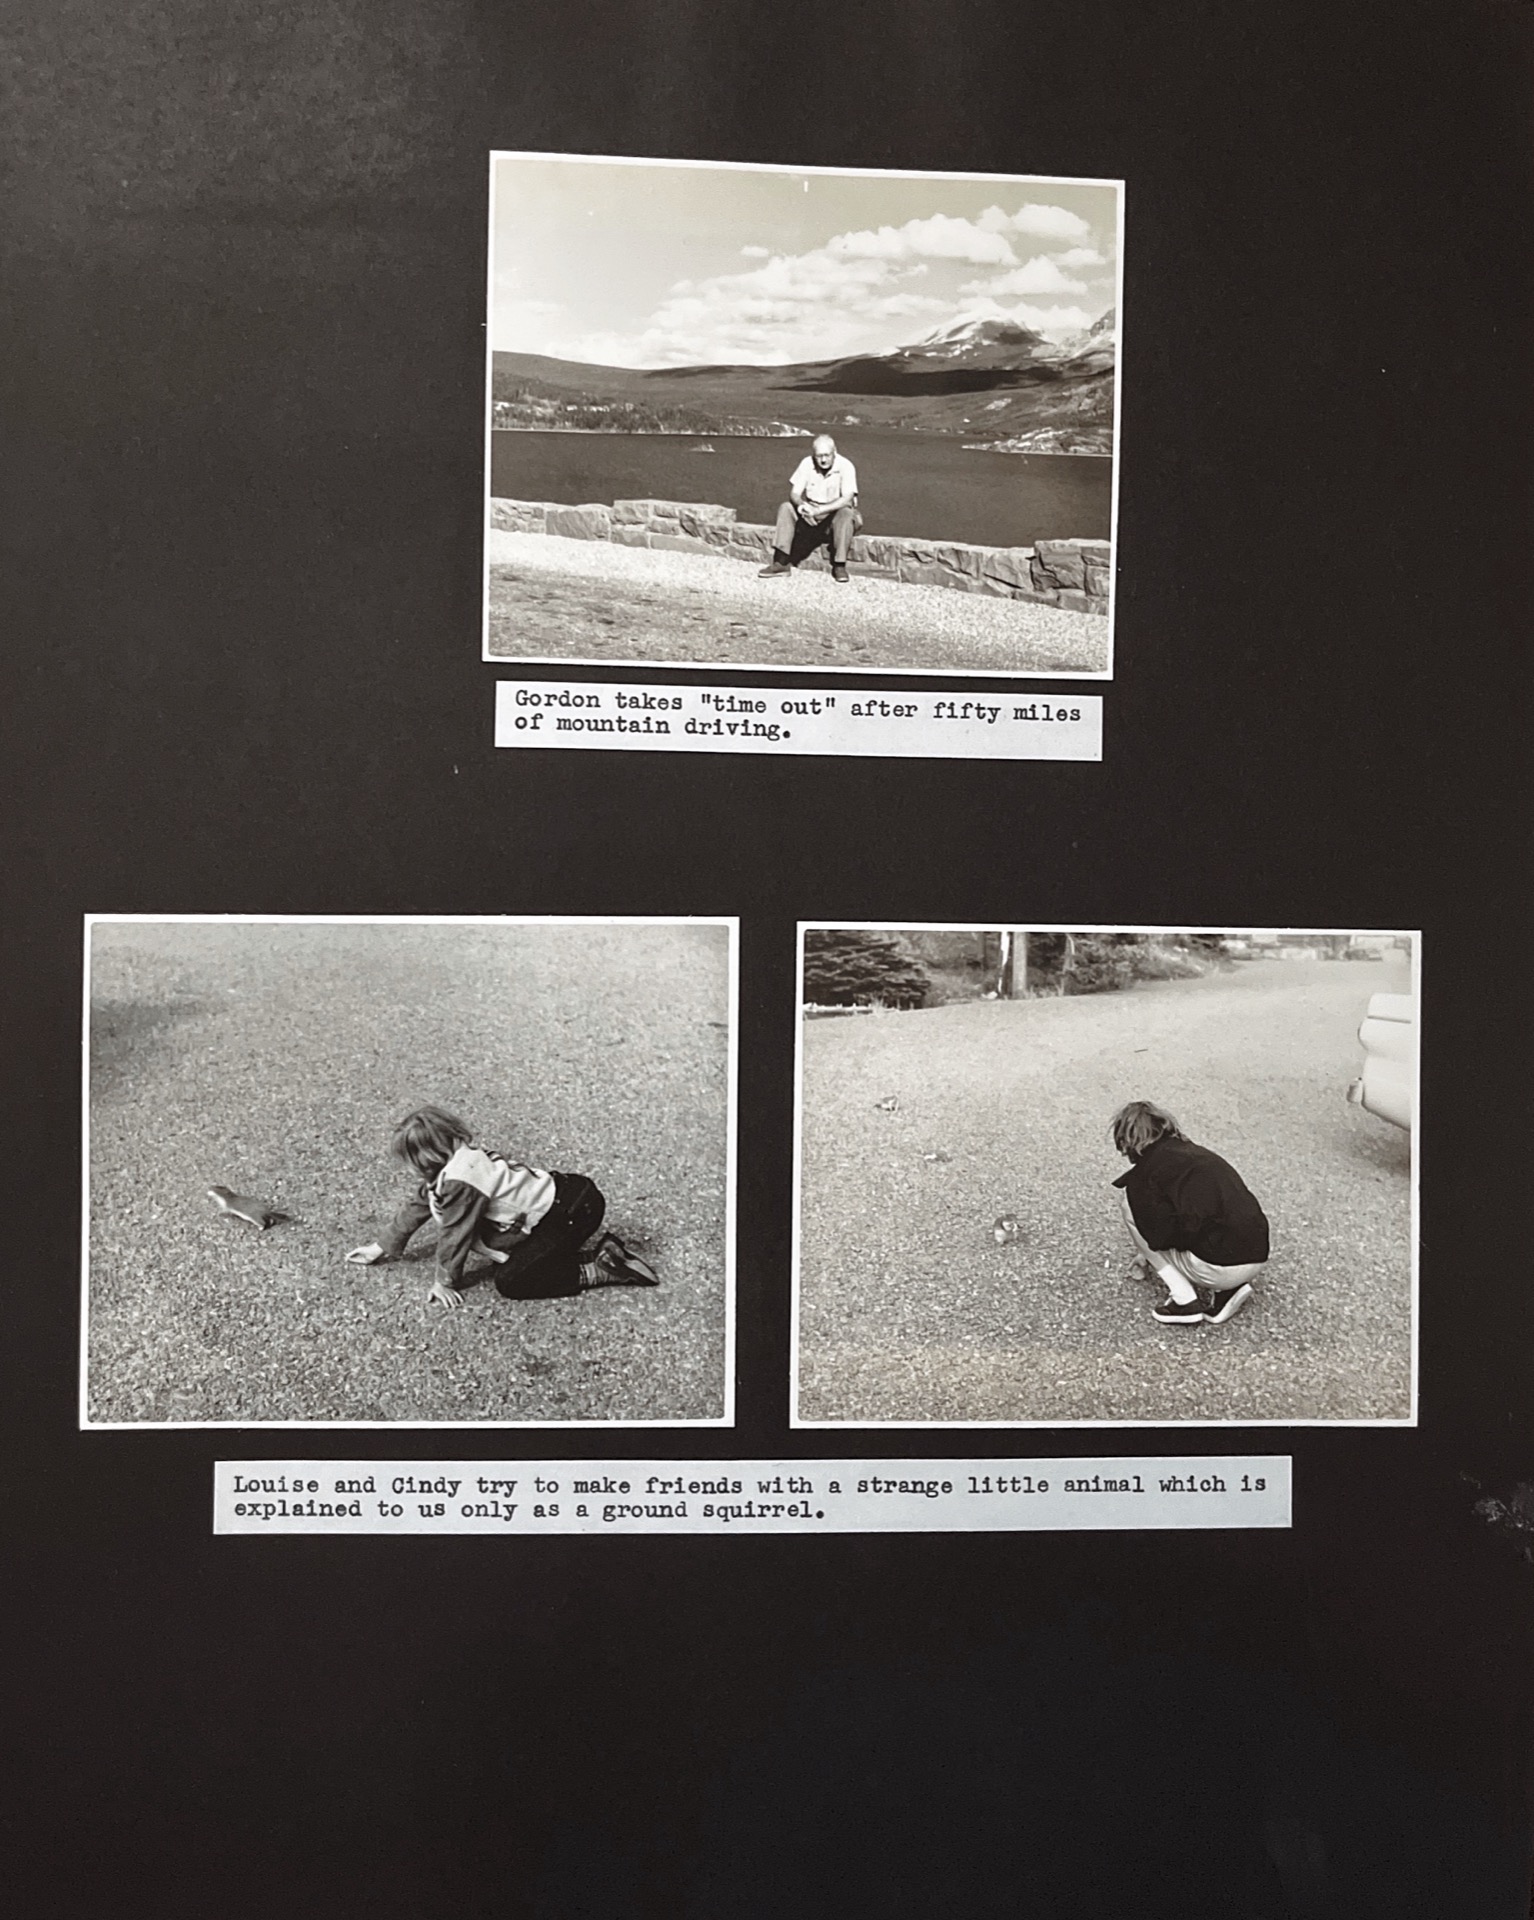 Gordon takes "time out" after fifty miles
of mountain driving.
Louise and Cindy try to make friends with a strange little animal which is
explained to us only as a ground squirrel.